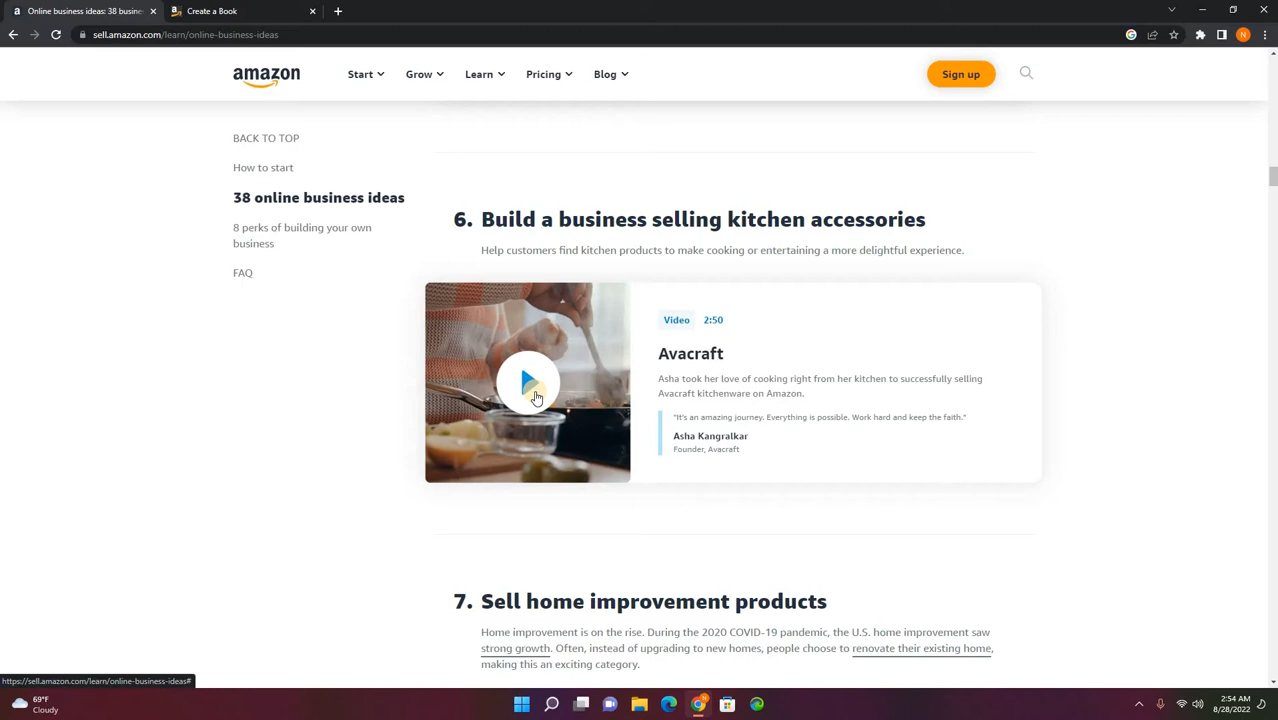 Online business ideas: 38 busine
Create a Book
sell.amazon.com/learn/online-business-ideas
N
amazon
Start
Grow
Learn
Pricing
Blog
Sign up
BACK TO TOP
How to start
38 online business ideas
8 perks of building your own
business
FAQ
6. Build a business selling kitchen accessories
Help customers find kitchen products to make cooking or entertaining a more delightful experience.
Video 2:50
Avacraft
Asha took her love of cooking right from her kitchen to successfully selling
Avacraft kitchenware on Amazon.
"It's an amazing journey. Everything is possible. Work hard and keep the faith."
Asha Kangralkar
Founder, Avacraft
7. Sell home improvement products
Home improvement is on the rise. During the 2020 COVID-19 pandemic, the U.S. home improvement saw
strong growth. Often, instead of upgrading to new homes, people choose to renovate their existing home,
making this an exciting category.
https://sell.amazon.com/learn/online-business-ideas#
69°F
Cloudy
2:54 AM
8/28/2022